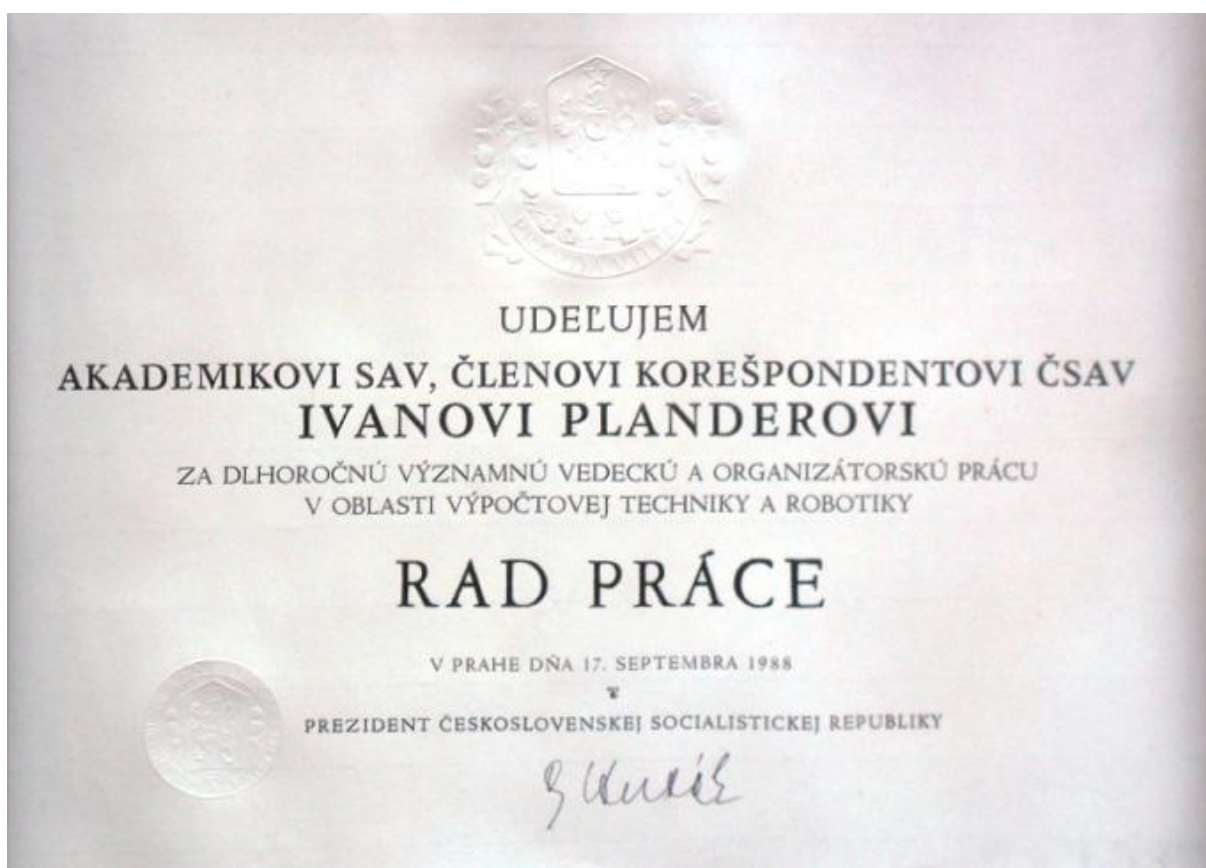 UDEĽUJEM
AKADEMIKOVI SAV, ČLENOVI KOREŠPONDENTOVI ČSAV
IVANOVI PLANDEROVI
ZA DLHOROČNÚ VÝZNAMNÚ VEDECKÚ A ORGANIZÁTORSKÚ PRÁCU
V OBLASTI VÝPOČTOVEJ TECHNIKY A ROBOTIKY
RAD PRÁCE
V PRAHE DŇA 17. SEPTEMBRA 1988
PREZIDENT ČESKOSLOVENSKEJ SOCIALISTICKEJ REPUBLIKY
G Husák